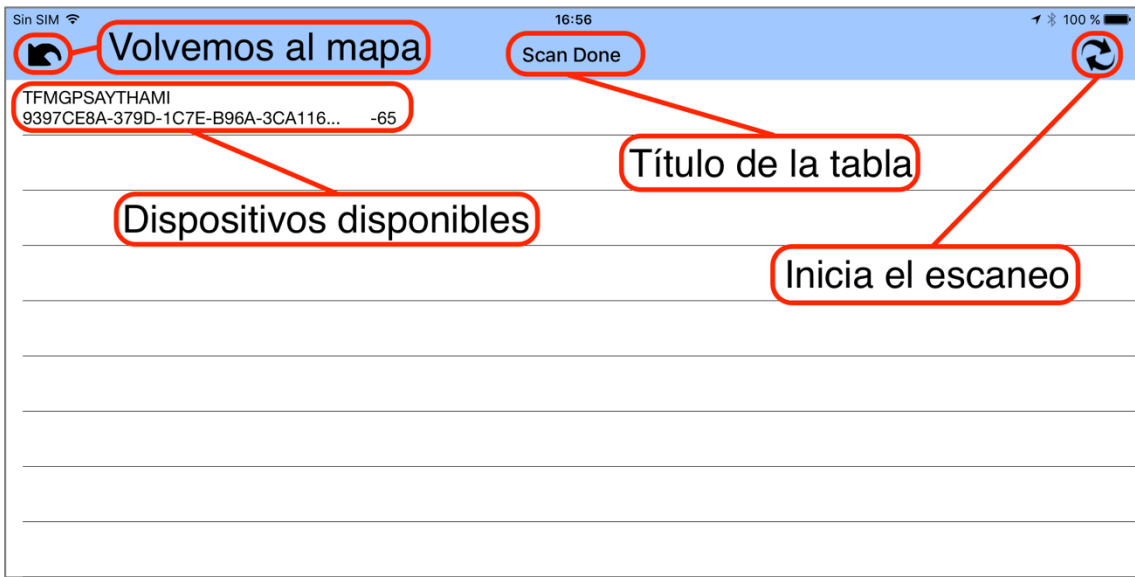 Sin SIM 16:56 100 %
Volvemos al mapa
Scan Done
TFMGPSAYTHAMI
9397CE8A-379D-1C7E-B96A-3CA116... -65
Título de la tabla
Dispositivos disponibles
Inicia el escaneo